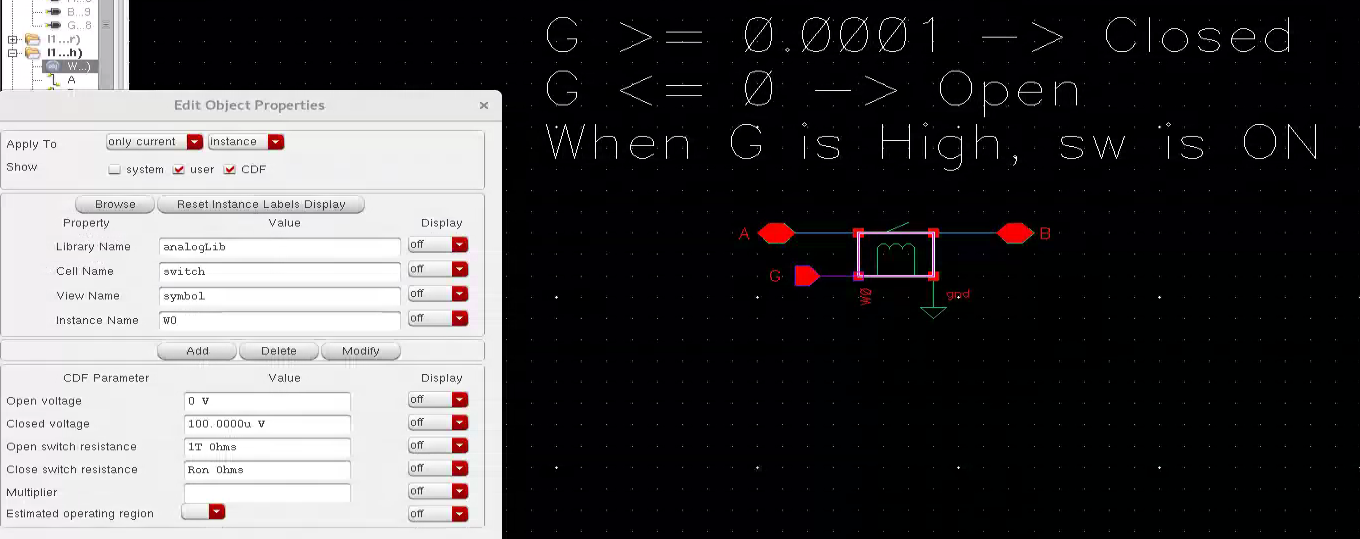 B...9
G...8
I1...r)
I1...h)
W...)
A
Edit Object Properties ×
Apply To only current instance
Show system user CDF
Browse Reset Instance Labels Display
Property Value Display
Library Name analogLib off
Cell Name switch off
View Name symbol off
Instance Name W0 off
Add Delete Modify
CDF Parameter Value Display
Open voltage 0 V off
Closed voltage 100.0000u V off
Open switch resistance 1T Ohms off
Close switch resistance Ron Ohms off
Multiplier off
Estimated operating region off
G >= 0.0001 -> Closed
G <= 0 -> Open
When G is High, sw is ON
A B
G
W0 gnd